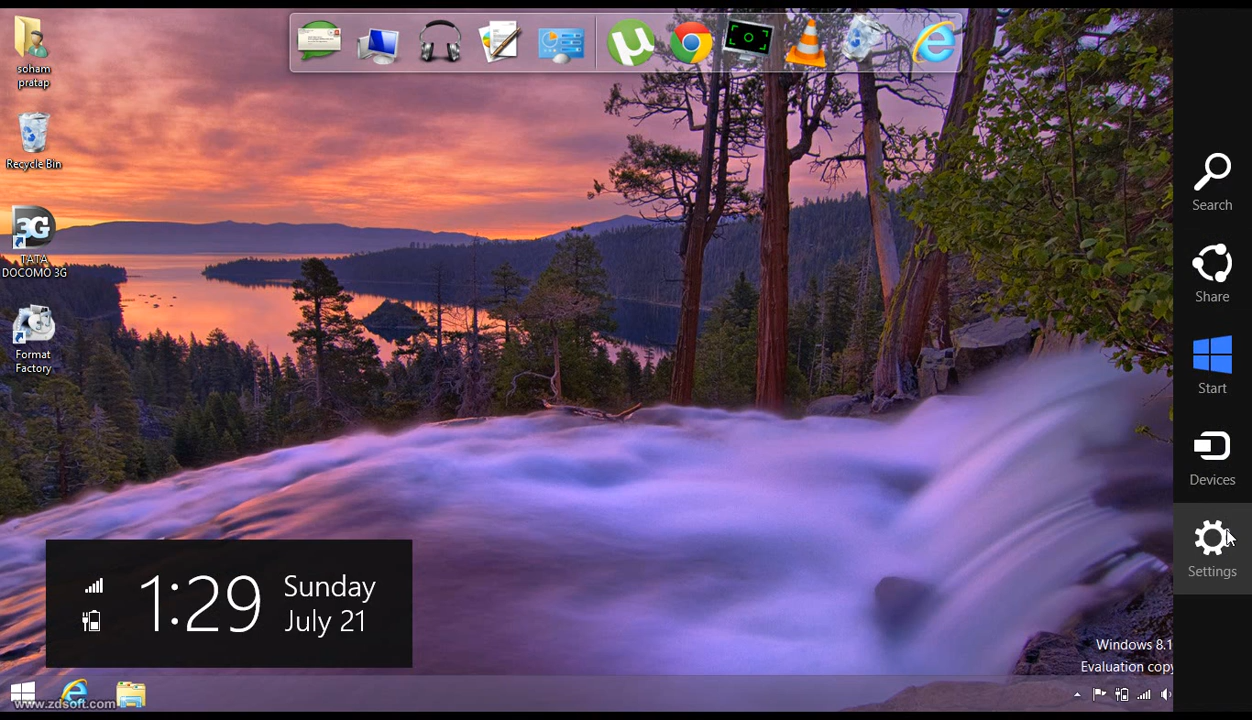 soham
pratap
Recycle Bin
3G
TATA
DOCOMO 3G
Format
Factory
Search
Share
Start
Devices
Settings
1:29
Sunday
July 21
Windows 8.1
Evaluation copy
www.zdsoft.com